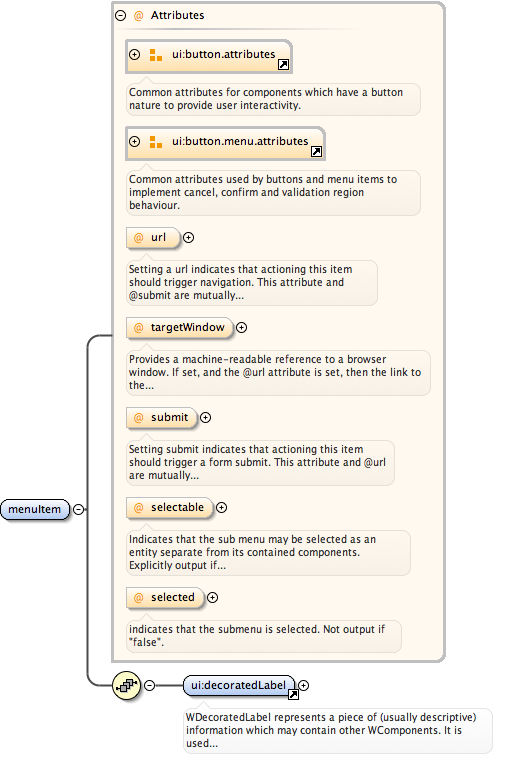 @ Attributes
ui:button.attributes
Common attributes for components which have a button
nature to provide user interactivity.
ui:button.menu.attributes
Common attributes used by buttons and menu items to
implement cancel, confirm and validation region
behaviour.
@ url
Setting a url indicates that actioning this item
should trigger navigation. This attribute and
@submit are mutually...
@ targetWindow
Provides a machine-readable reference to a browser
window. If set, and the @url attribute is set, then the link to
the...
@ submit
Setting submit indicates that actioning this item
should trigger a form submit. This attribute and @url
are mutually...
menuItem
@ selectable
Indicates that the sub menu may be selected as an
entity separate from its contained components.
Explicitly output if...
@ selected
indicates that the submenu is selected. Not output if
"false".
ui:decoratedLabel
WDecoratedLabel represents a piece of (usually descriptive)
information which may contain other WComponents. It is
used...